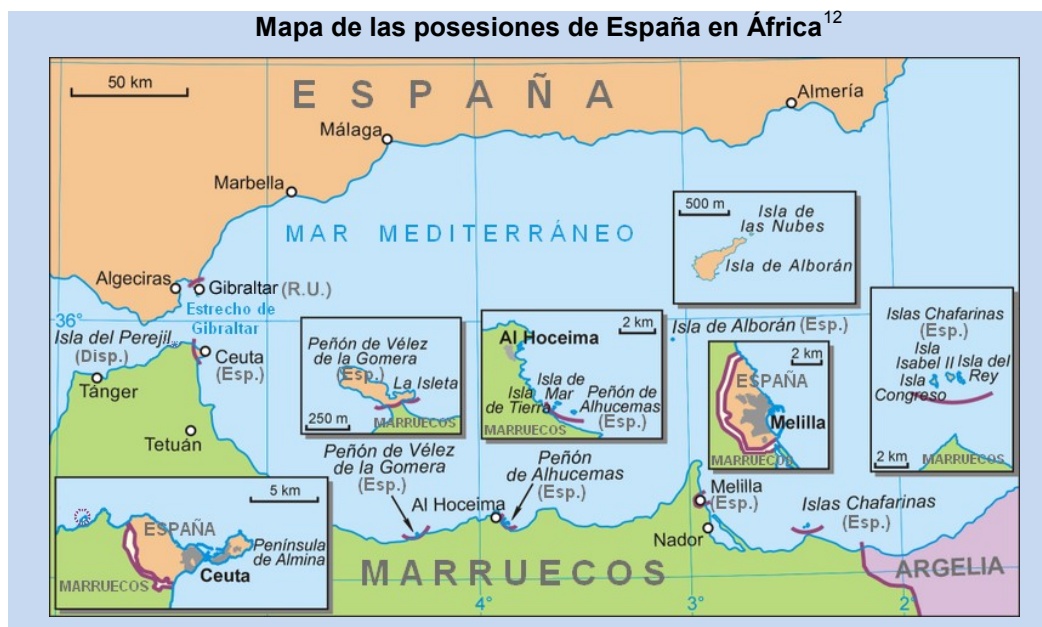 Mapa de las posesiones de España en África12
50 km
ESPAÑA
Almería
Málaga
Marbella
MAR MEDITERRÁNEO
500 m
Isla de
las Nubes
Isla de Alborán
Algeciras
Gibraltar (R.U.)
Estrecho de
Gibraltar
36°
Isla del Perejil
(Disp.)
Ceuta
(Esp.)
Tánger
Tetuán
Peñón de Vélez
de la Gomera
(Esp.)
La Isleta
250 m
MARRUECOS
2 km
Al Hoceima
Isla de
Mar
Isla
de Tierra
Peñón de
Alhucemas
(Esp.)
MARRUECOS
Isla de Alborán (Esp.)
2 km
ESPAÑA
Melilla
MARRUECOS
Islas Chafarinas
(Esp.)
Isla
Isabel II
Isla del
Rey
Isla
Congreso
2 km
MARRUECOS
Peñón de Vélez
de la Gomera
(Esp.)
Peñón
de Alhucemas
(Esp.)
Al Hoceima
Melilla
(Esp.)
Nador
Islas Chafarinas
(Esp.)
5 km
ESPAÑA
Península
de Almina
Ceuta
MARRUECOS
MARRUECOS
ARGELIA
4°
3°
2°